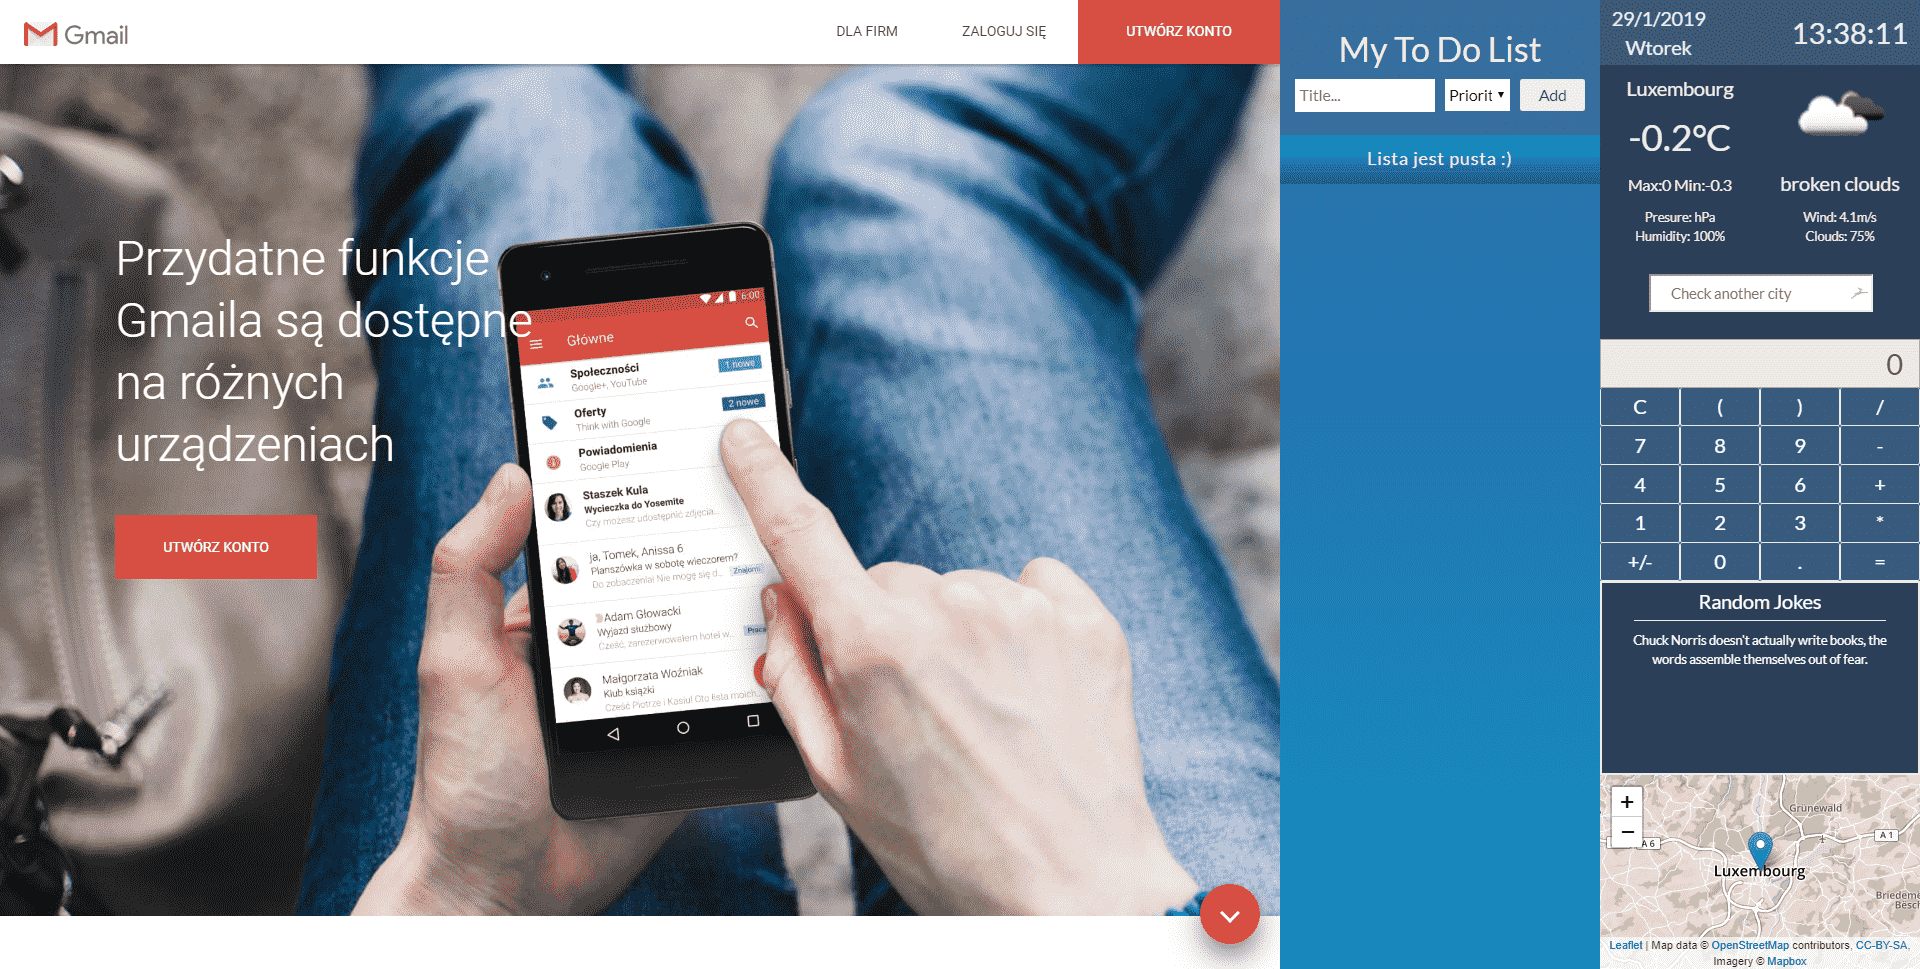 Gmail
DLA FIRM
ZALOGUJ SIĘ
UTWÓRZ KONTO
Przydatne funkcje
Gmaila są dostępne
na różnych
urządzeniach
UTWÓRZ KONTO
6:00
Główne
Społeczności
1 nowe
Google+, YouTube
Oferty
2 nowe
Think with Google
Powiadomienia
Google Play
Staszek Kula
Wycieczka do Yosemite
Czy możesz udostępnić zdjęcia...
ja, Tomek, Anissa 6
Planszówka w sobotę wieczorem?
Do zobaczenia! Nie mogę się d...
Znajomi
Adam Głowacki
Wyjazd służbowy
Praca
Cześć, zarezerwowałem hotel w...
Małgorzata Woźniak
Klub książki
Cześć Piotrze i Kasiu! Oto lista moich...
My To Do List
Title...
Priorit
Add
Lista jest pusta :)
29/1/2019
Wtorek
13:38:11
Luxembourg
-0.2°C
Max:0 Min:-0.3
broken clouds
Presure: hPa
Wind: 4.1m/s
Humidity: 100%
Clouds: 75%
Check another city
0
C ( ) /
7 8 9 -
4 5 6 +
1 2 3 *
+/- 0 . =
Random Jokes
Chuck Norris doesn't actually write books, the
words assemble themselves out of fear.
+
−
Grünewald
A 1
A 6
Luxembourg
Briedeme
Besch
Leaflet | Map data © OpenStreetMap contributors, CC-BY-SA,
Imagery © Mapbox